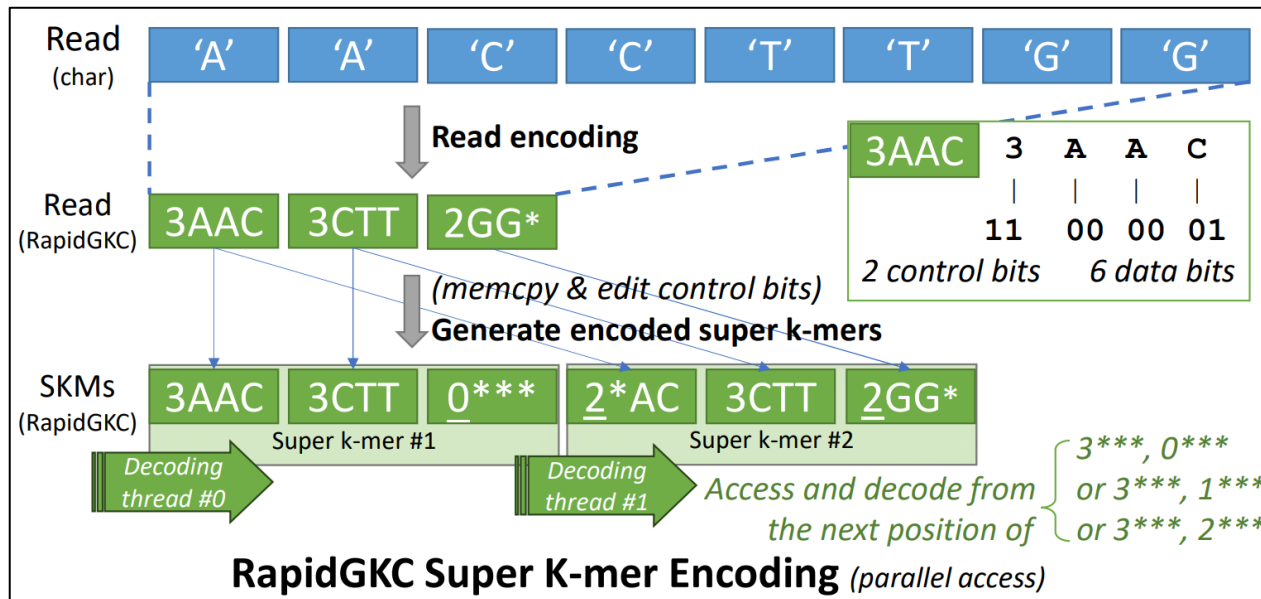 Read
(char)
‘A’ ‘A’ ‘C’ ‘C’ ‘T’ ‘T’ ‘G’ ‘G’
Read encoding
3AAC 3 A A C
| | | |
11 00 00 01
2 control bits 6 data bits
Read
(RapidGKC)
3AAC 3CTT 2GG*
(memcpy & edit control bits)
Generate encoded super k-mers
SKMs
(RapidGKC)
3AAC 3CTT 0*** 2*AC 3CTT 2GG*
Super k-mer #1 Super k-mer #2
Decoding
thread #0
Decoding
thread #1
Access and decode from
the next position of
3***, 0***
or 3***, 1***
or 3***, 2***
RapidGKC Super K-mer Encoding (parallel access)